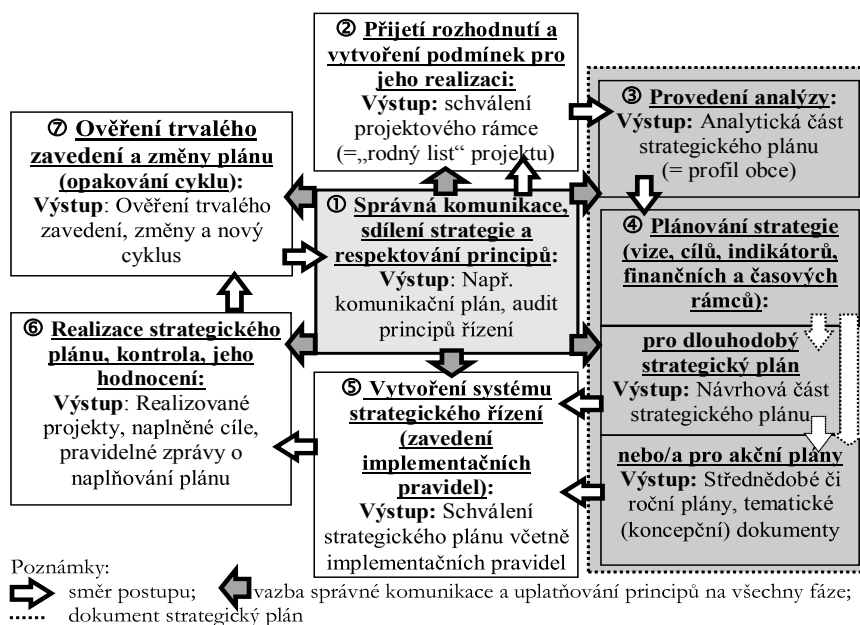 ② Přijetí rozhodnutí a
vytvoření podmínek pro
jeho realizaci:
Výstup: schválení
projektového rámce
(=„rodný list“ projektu)
③ Provedení analýzy:
Výstup: Analytická část
strategického plánu
(= profil obce)
⑦ Ověření trvalého
zavedení a změny plánu
(opakování cyklu):
Výstup: Ověření trvalého
zavedení, změny a nový
cyklus
① Správná komunikace,
sdílení strategie a
respektování principů:
Výstup: Např.
komunikační plán, audit
principů řízení
④ Plánování strategie
(vize, cílů, indikátorů,
finančních a časových
rámců):
pro dlouhodobý
strategický plán
Výstup: Návrhová část
strategického plánu
nebo/a pro akční plány
Výstup: Střednědobé či
roční plány, tematické
(koncepční) dokumenty
⑥ Realizace strategického
plánu, kontrola, jeho
hodnocení:
Výstup: Realizované
projekty, naplněné cíle,
pravidelné zprávy o
naplňování plánu
⑤ Vytvoření systému
strategického řízení
(zavedení
implementačních
pravidel):
Výstup: Schválení
strategického plánu včetně
implementačních pravidel
Poznámky:
směr postupu; vazba správné komunikace a uplatňování principů na všechny fáze;
dokument strategický plán